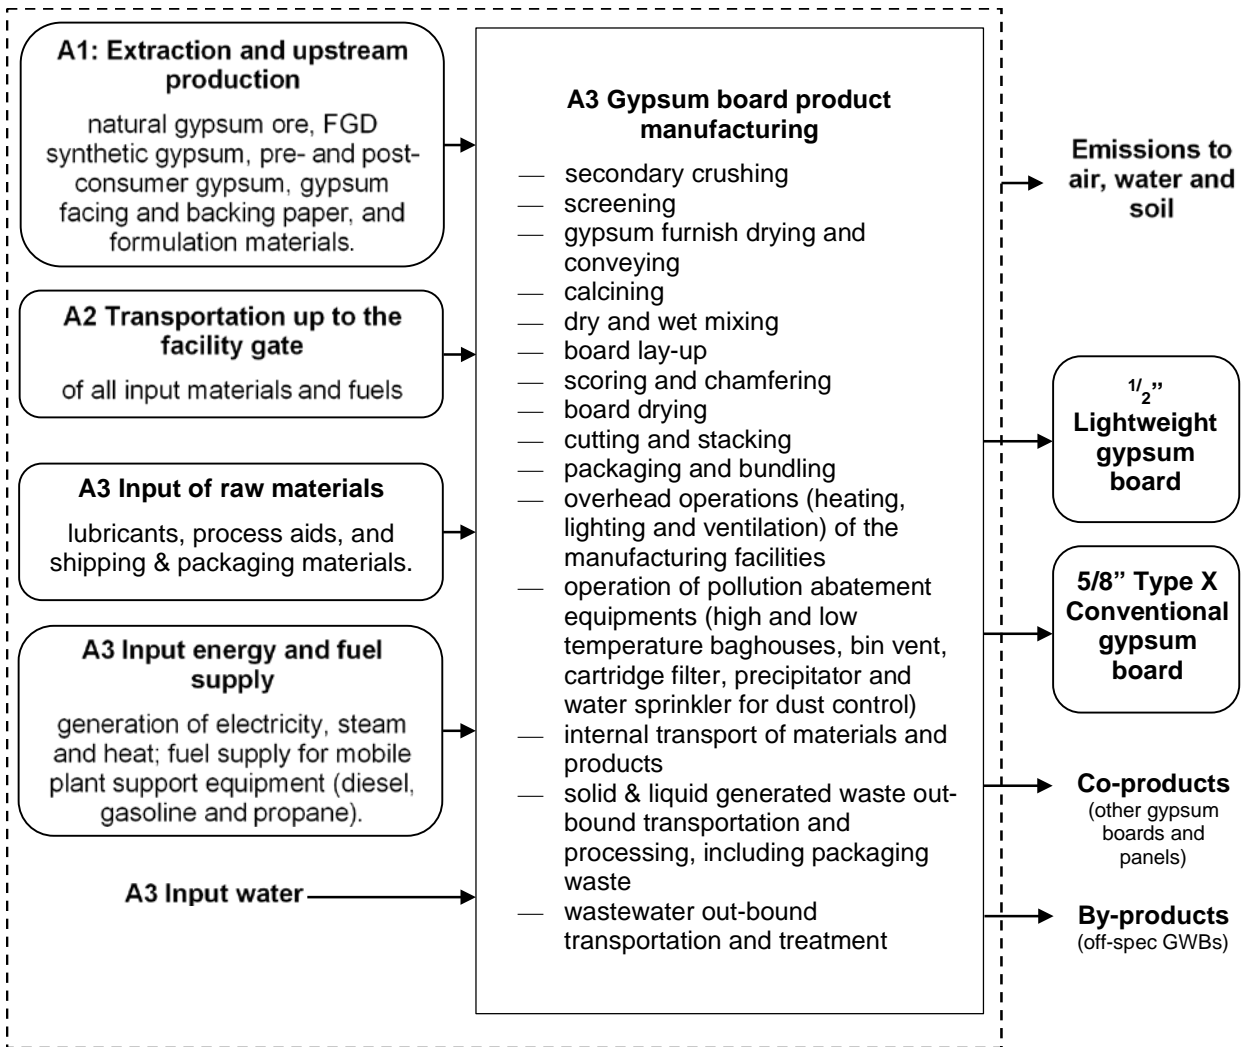 A1: Extraction and upstream
production
natural gypsum ore, FGD
synthetic gypsum, pre- and post-
consumer gypsum, gypsum
facing and backing paper, and
formulation materials.
A2 Transportation up to the
facility gate
of all input materials and fuels
A3 Input of raw materials
lubricants, process aids, and
shipping & packaging materials.
A3 Input energy and fuel
supply
generation of electricity, steam
and heat; fuel supply for mobile
plant support equipment (diesel,
gasoline and propane).
A3 Input water
A3 Gypsum board product
manufacturing
— secondary crushing
— screening
— gypsum furnish drying and
conveying
— calcining
— dry and wet mixing
— board lay-up
— scoring and chamfering
— board drying
— cutting and stacking
— packaging and bundling
— overhead operations (heating,
lighting and ventilation) of the
manufacturing facilities
— operation of pollution abatement
equipments (high and low
temperature baghouses, bin vent,
cartridge filter, precipitator and
water sprinkler for dust control)
— internal transport of materials and
products
— solid & liquid generated waste out-
bound transportation and
processing, including packaging
waste
— wastewater out-bound
transportation and treatment
Emissions to
air, water and
soil
1/2”
Lightweight
gypsum
board
5/8” Type X
Conventional
gypsum
board
Co-products
(other gypsum
boards and
panels)
By-products
(off-spec GWBs)